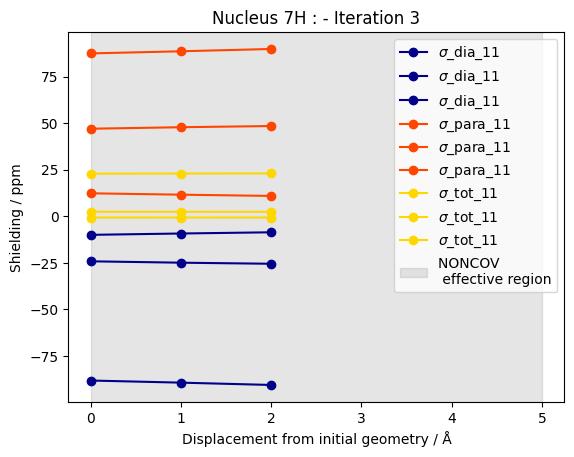 Nucleus 7H : - Iteration 3
Shielding / ppm
75
50
25
0
−25
−50
−75
σ_dia_11
σ_dia_11
σ_dia_11
σ_para_11
σ_para_11
σ_para_11
σ_tot_11
σ_tot_11
σ_tot_11
NONCOV
effective region
0 1 2 3 4 5
Displacement from initial geometry / Å